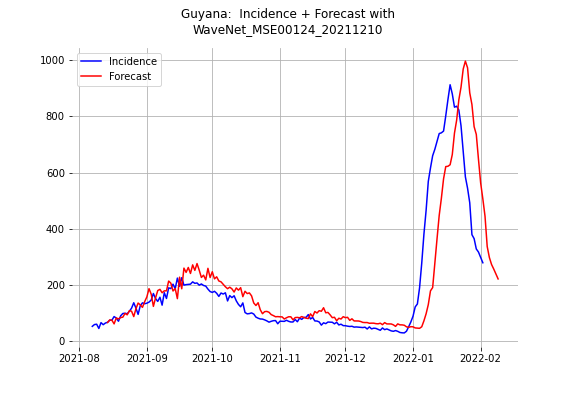 Guyana:  Incidence + Forecast with
WaveNet_MSE00124_20211210
Incidence
Forecast
1000
800
600
400
200
0
2021-08 2021-09 2021-10 2021-11 2021-12 2022-01 2022-02